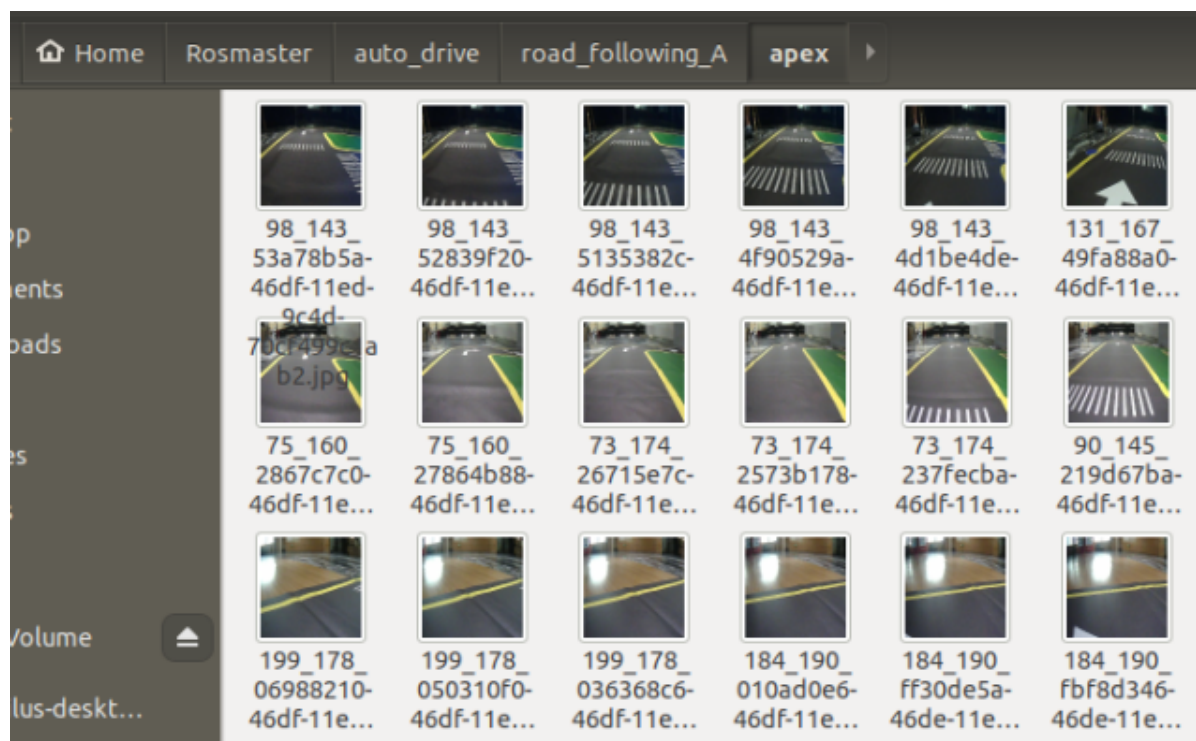 Home Rosmaster auto_drive road_following_A apex
op
ents
oads
es
Volume
lus-deskt...
98_143_
53a78b5a-
46df-11ed-
9c4d-
b2.jpg
98_143_
52839f20-
46df-11e...
98_143_
5135382c-
46df-11e...
98_143_
4f90529a-
46df-11e...
98_143_
4d1be4de-
46df-11e...
131_167_
49fa88a0-
46df-11e...
75_160_
2867c7c0-
46df-11e...
75_160_
27864b88-
46df-11e...
73_174_
26715e7c-
46df-11e...
73_174_
2573b178-
46df-11e...
73_174_
237fecba-
46df-11e...
90_145_
219d67ba-
46df-11e...
199_178_
06988210-
46df-11e...
199_178_
050310f0-
46df-11e...
199_178_
036368c6-
46df-11e...
184_190_
010ad0e6-
46df-11e...
184_190_
ff30de5a-
46de-11e...
184_190_
fbf8d346-
46de-11e...